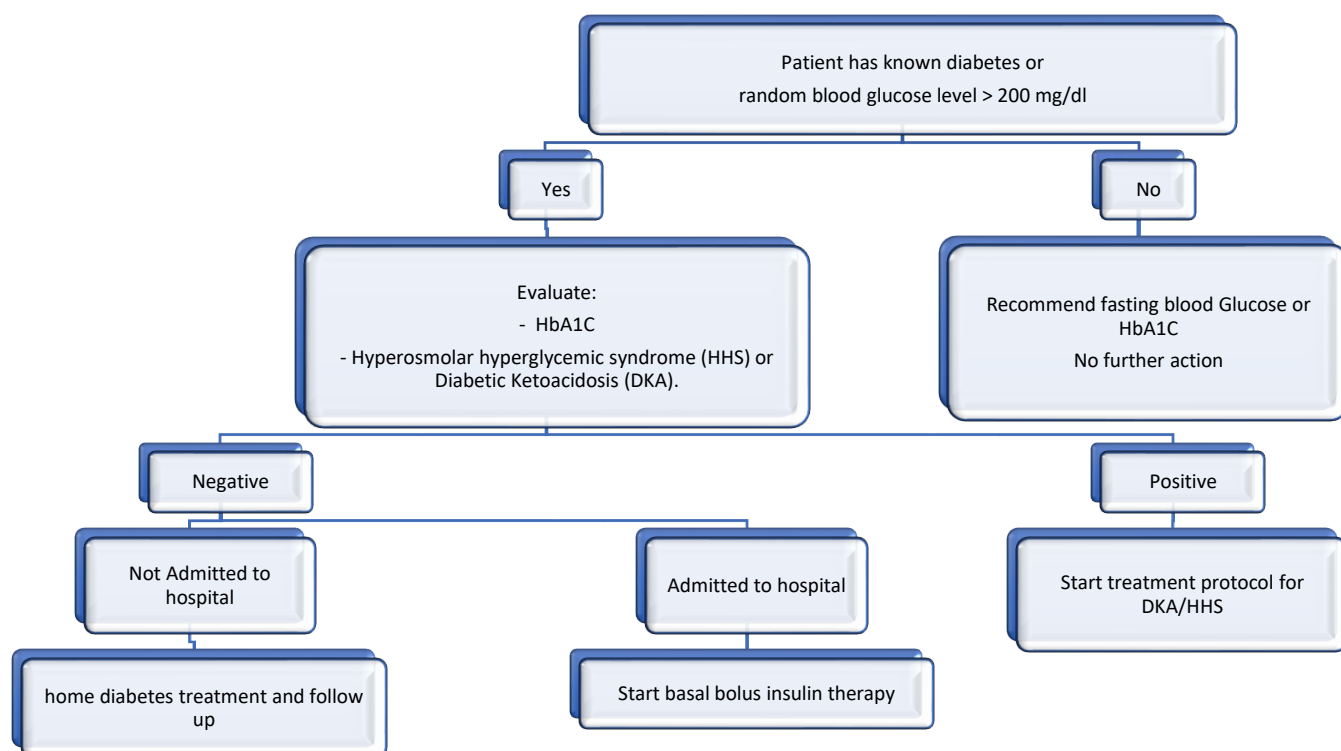 Patient has known diabetes or
random blood glucose level > 200 mg/dl
Yes
No
Evaluate:
- HbA1C
- Hyperosmolar hyperglycemic syndrome (HHS) or
Diabetic Ketoacidosis (DKA).
Recommend fasting blood Glucose or
HbA1C
No further action
Negative
Positive
Not Admitted to
hospital
Admitted to hospital
Start treatment protocol for
DKA/HHS
home diabetes treatment and follow
up
Start basal bolus insulin therapy